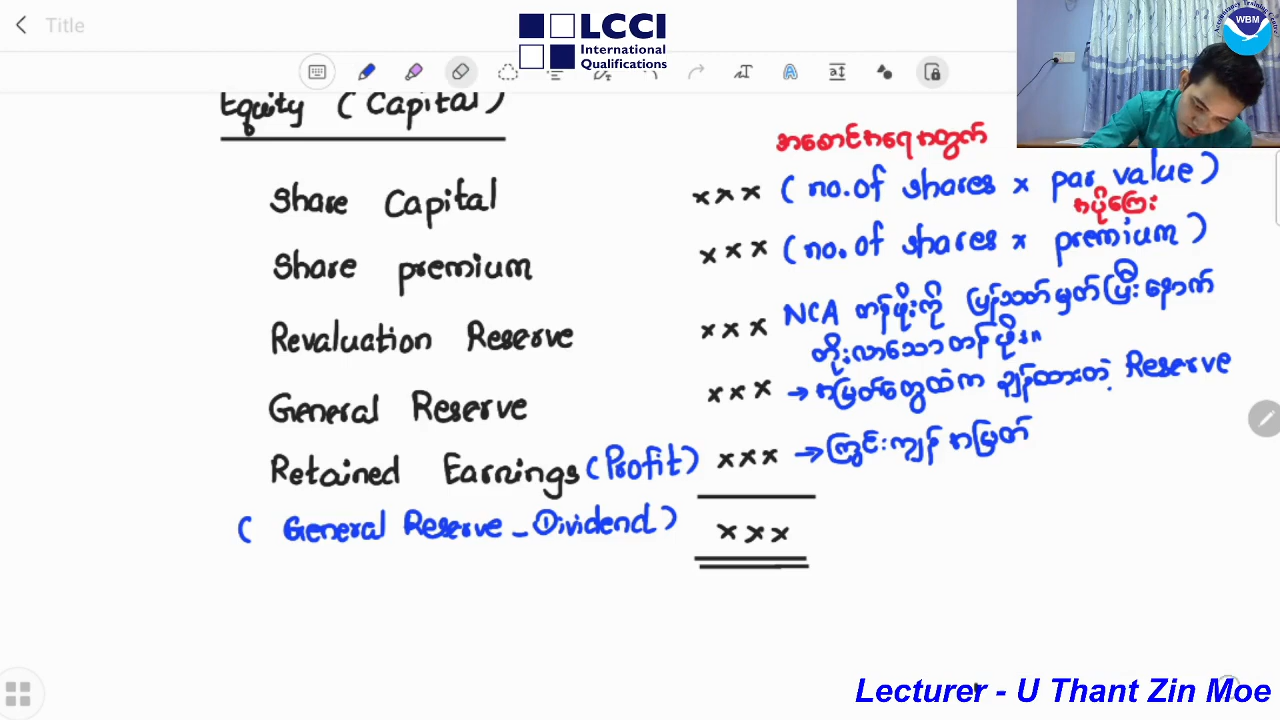 Title
LCCI
International
Qualifications
WBM
Equity (Capital)
အစောင်အရေအတွက်
Share Capital xxx (no.of shares x par value)
အပိုကြေး
Share premium xxx (no.of shares x premium)
Revaluation Reserve xxx NCA တန်ဖိုးကို ပြန်သတ်မှတ်ပြီးနောက်
တိုးလာသောတန်ဖိုး။
General Reserve xxx → အမြတ်တွေထဲက ချန်ထားတဲ့ Reserve
Retained Earnings (Profit) xxx → ကြွင်းကျန် အမြတ်
( General Reserve - Dividend) xxx
Lecturer - U Thant Zin Moe